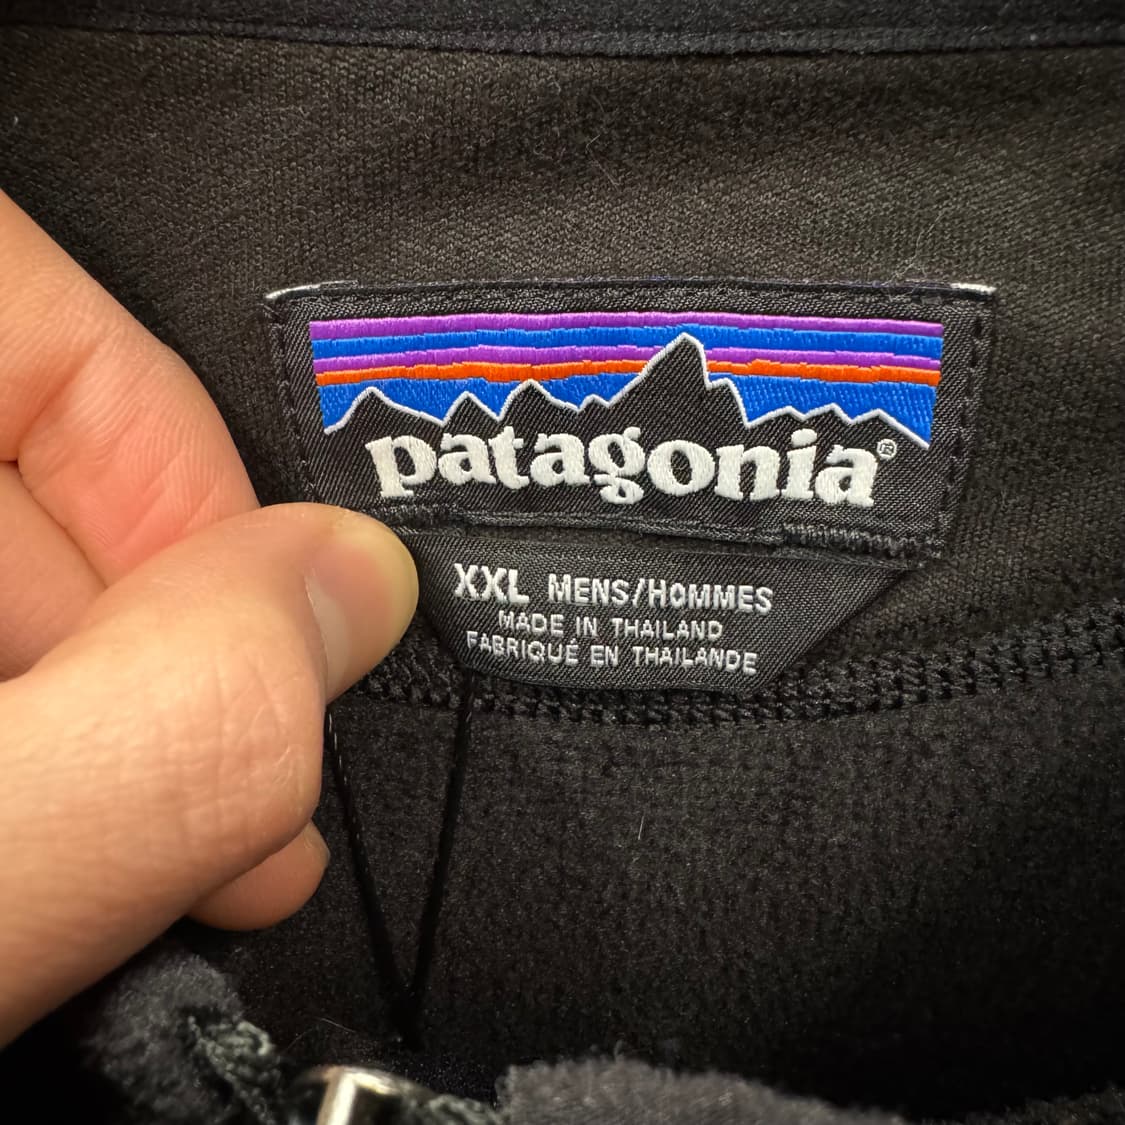 patagonia®
XXL MENS/HOMMES
MADE IN THAILAND
FABRIQUÉ EN THAILANDE